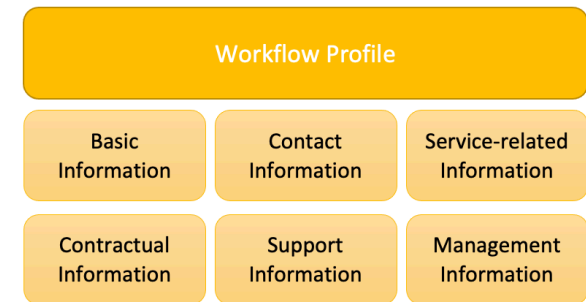 Workflow Profile
Basic
Information
Contact
Information
Service-related
Information
Contractual
Information
Support
Information
Management
Information